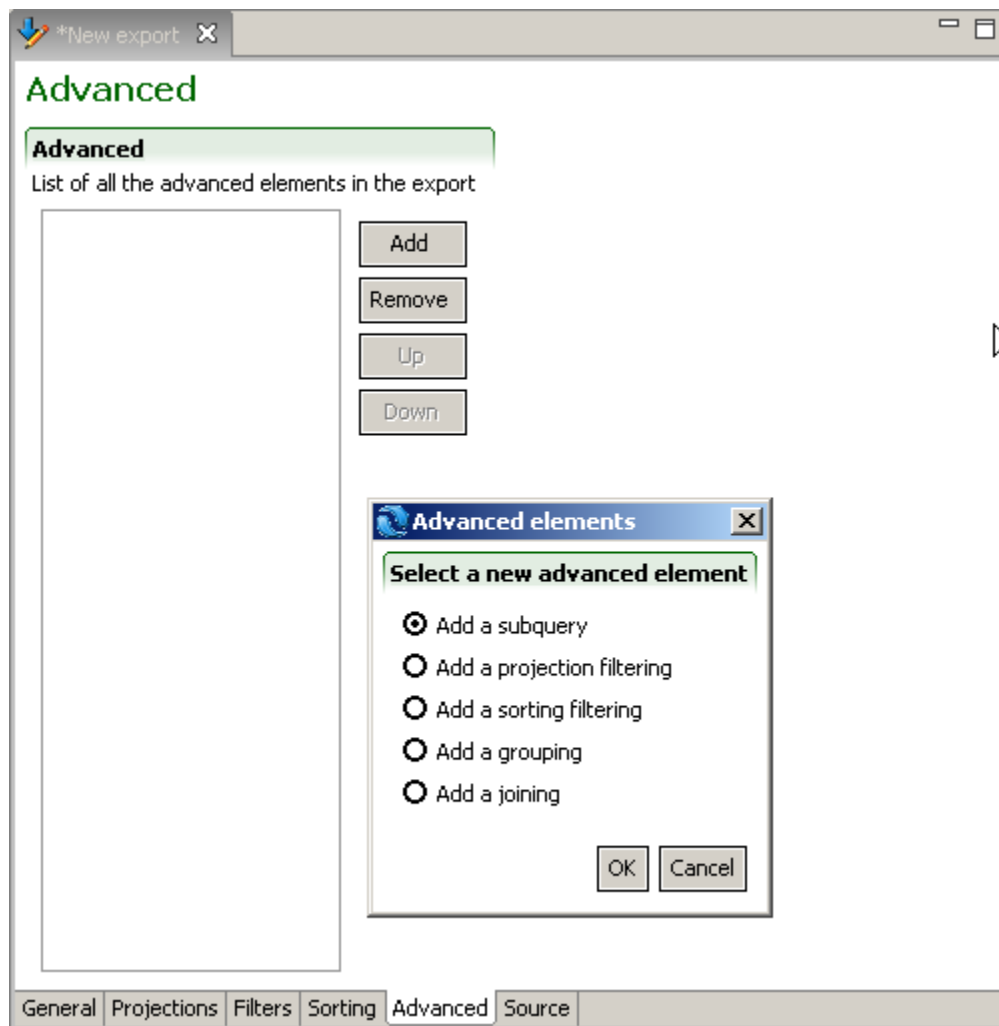 *New export
Advanced
Advanced
List of all the advanced elements in the export
Add
Remove
Up
Down
Advanced elements
Select a new advanced element
Add a subquery
Add a projection filtering
Add a sorting filtering
Add a grouping
Add a joining
OK Cancel
General Projections Filters Sorting Advanced Source